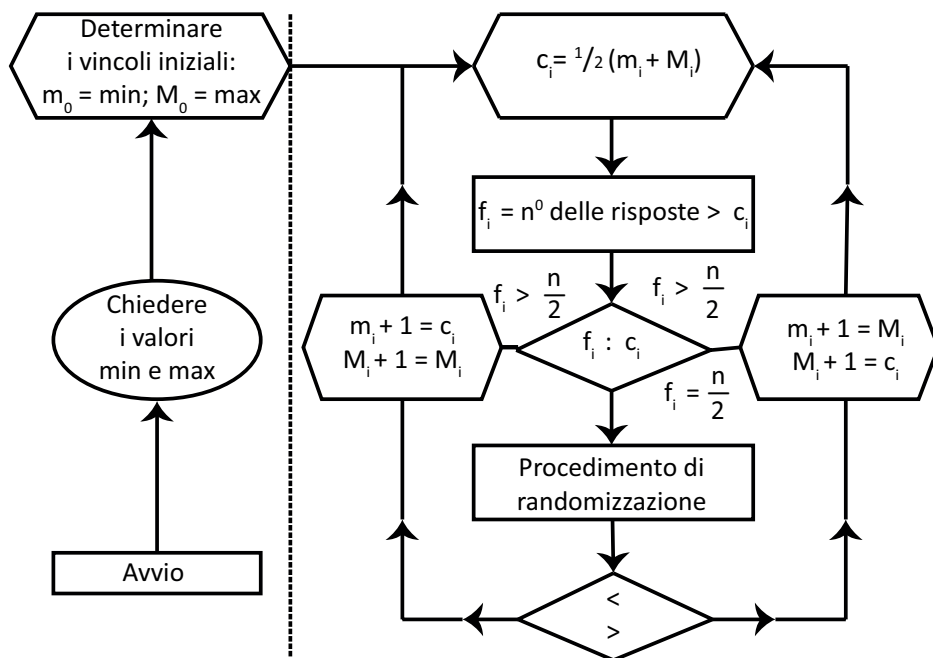 Determinare
i vincoli iniziali:
m₀ = min; M₀ = max
Chiedere
i valori
min e max
Avvio
cᵢ= ¹/₂ (mᵢ + Mᵢ)
fᵢ = n⁰ delle risposte > cᵢ
fᵢ > n/2
fᵢ > n/2
mᵢ + 1 = cᵢ
Mᵢ + 1 = Mᵢ
fᵢ : cᵢ
mᵢ + 1 = Mᵢ
Mᵢ + 1 = cᵢ
fᵢ = n/2
Procedimento di
randomizzazione
<
>